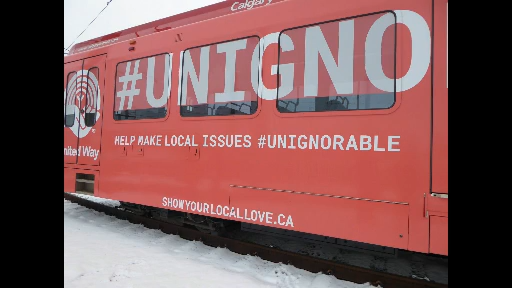 Calgary
#UNIGNO
United Way
HELP MAKE LOCAL ISSUES #UNIGNORABLE
SHOWYOURLOCALLOVE.CA